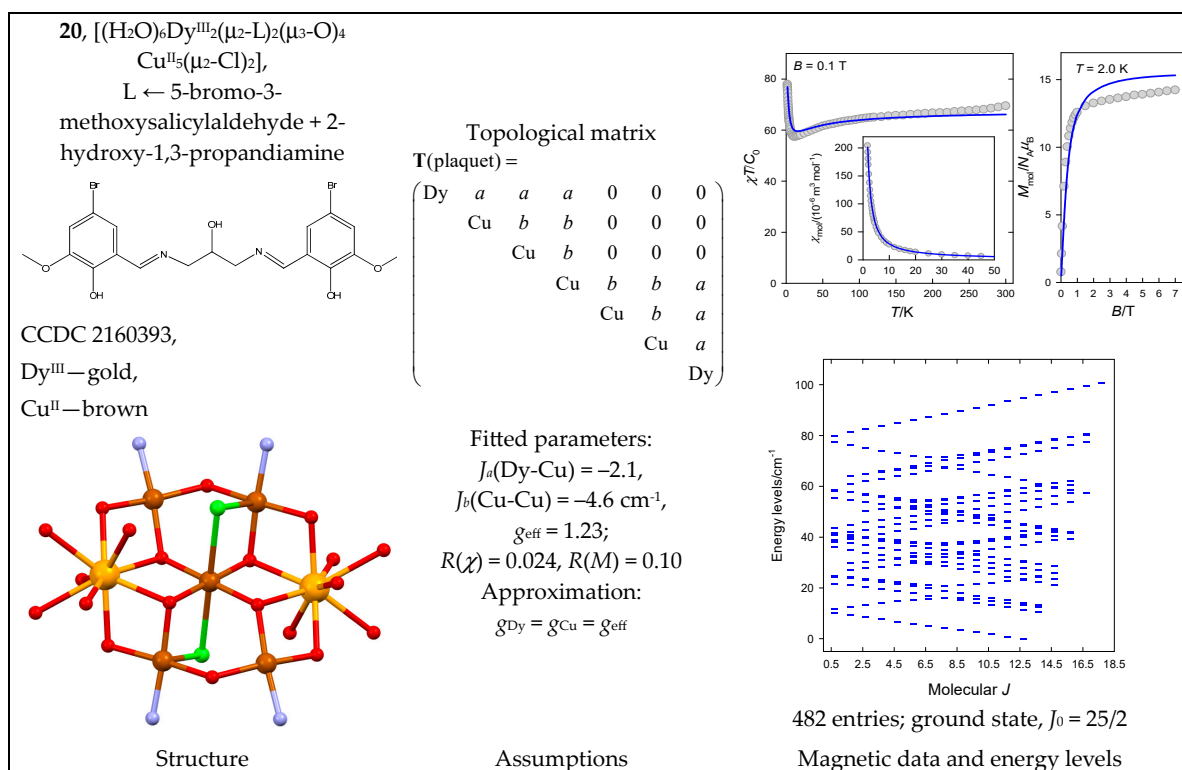 20, [(H₂O)₆Dyᴵᴵᴵ₂(μ₂-L)₂(μ₃-O)₄
Cuᴵᴵ₅(μ₂-Cl)₂],
L ← 5-bromo-3-
methoxysalicylaldehyde + 2-
hydroxy-1,3-propandiamine
Br
Br
OH
N
N
O
O
OH
OH
CCDC 2160393,
Dyᴵᴵᴵ—gold,
Cuᴵᴵ—brown
Structure
Topological matrix
T(plaquet) =
Dy a a a 0 0 0
Cu b b 0 0 0
Cu b 0 0 0
Cu b b a
Cu b a
Cu a
Dy
Fitted parameters:
Jₐ(Dy-Cu) = –2.1,
J_b(Cu-Cu) = –4.6 cm⁻¹,
g_eff = 1.23;
R(χ) = 0.024, R(M) = 0.10
Approximation:
g_Dy = g_Cu = g_eff
Assumptions
B = 0.1 T
χT/C₀
80
60
40
20
0
0 50 100 150 200 250 300
T/K
χ_mol/(10⁻⁶ m³ mol⁻¹)
200
150
100
50
0
0 10 20 30 40 50
T = 2.0 K
M_mol/N_Aμ_B
15
10
5
0
0 1 2 3 4 5 6 7
B/T
Energy levels/cm⁻¹
100
80
60
40
20
0
0.5 2.5 4.5 6.5 8.5 10.5 12.5 14.5 16.5 18.5
Molecular J
482 entries; ground state, J₀ = 25/2
Magnetic data and energy levels